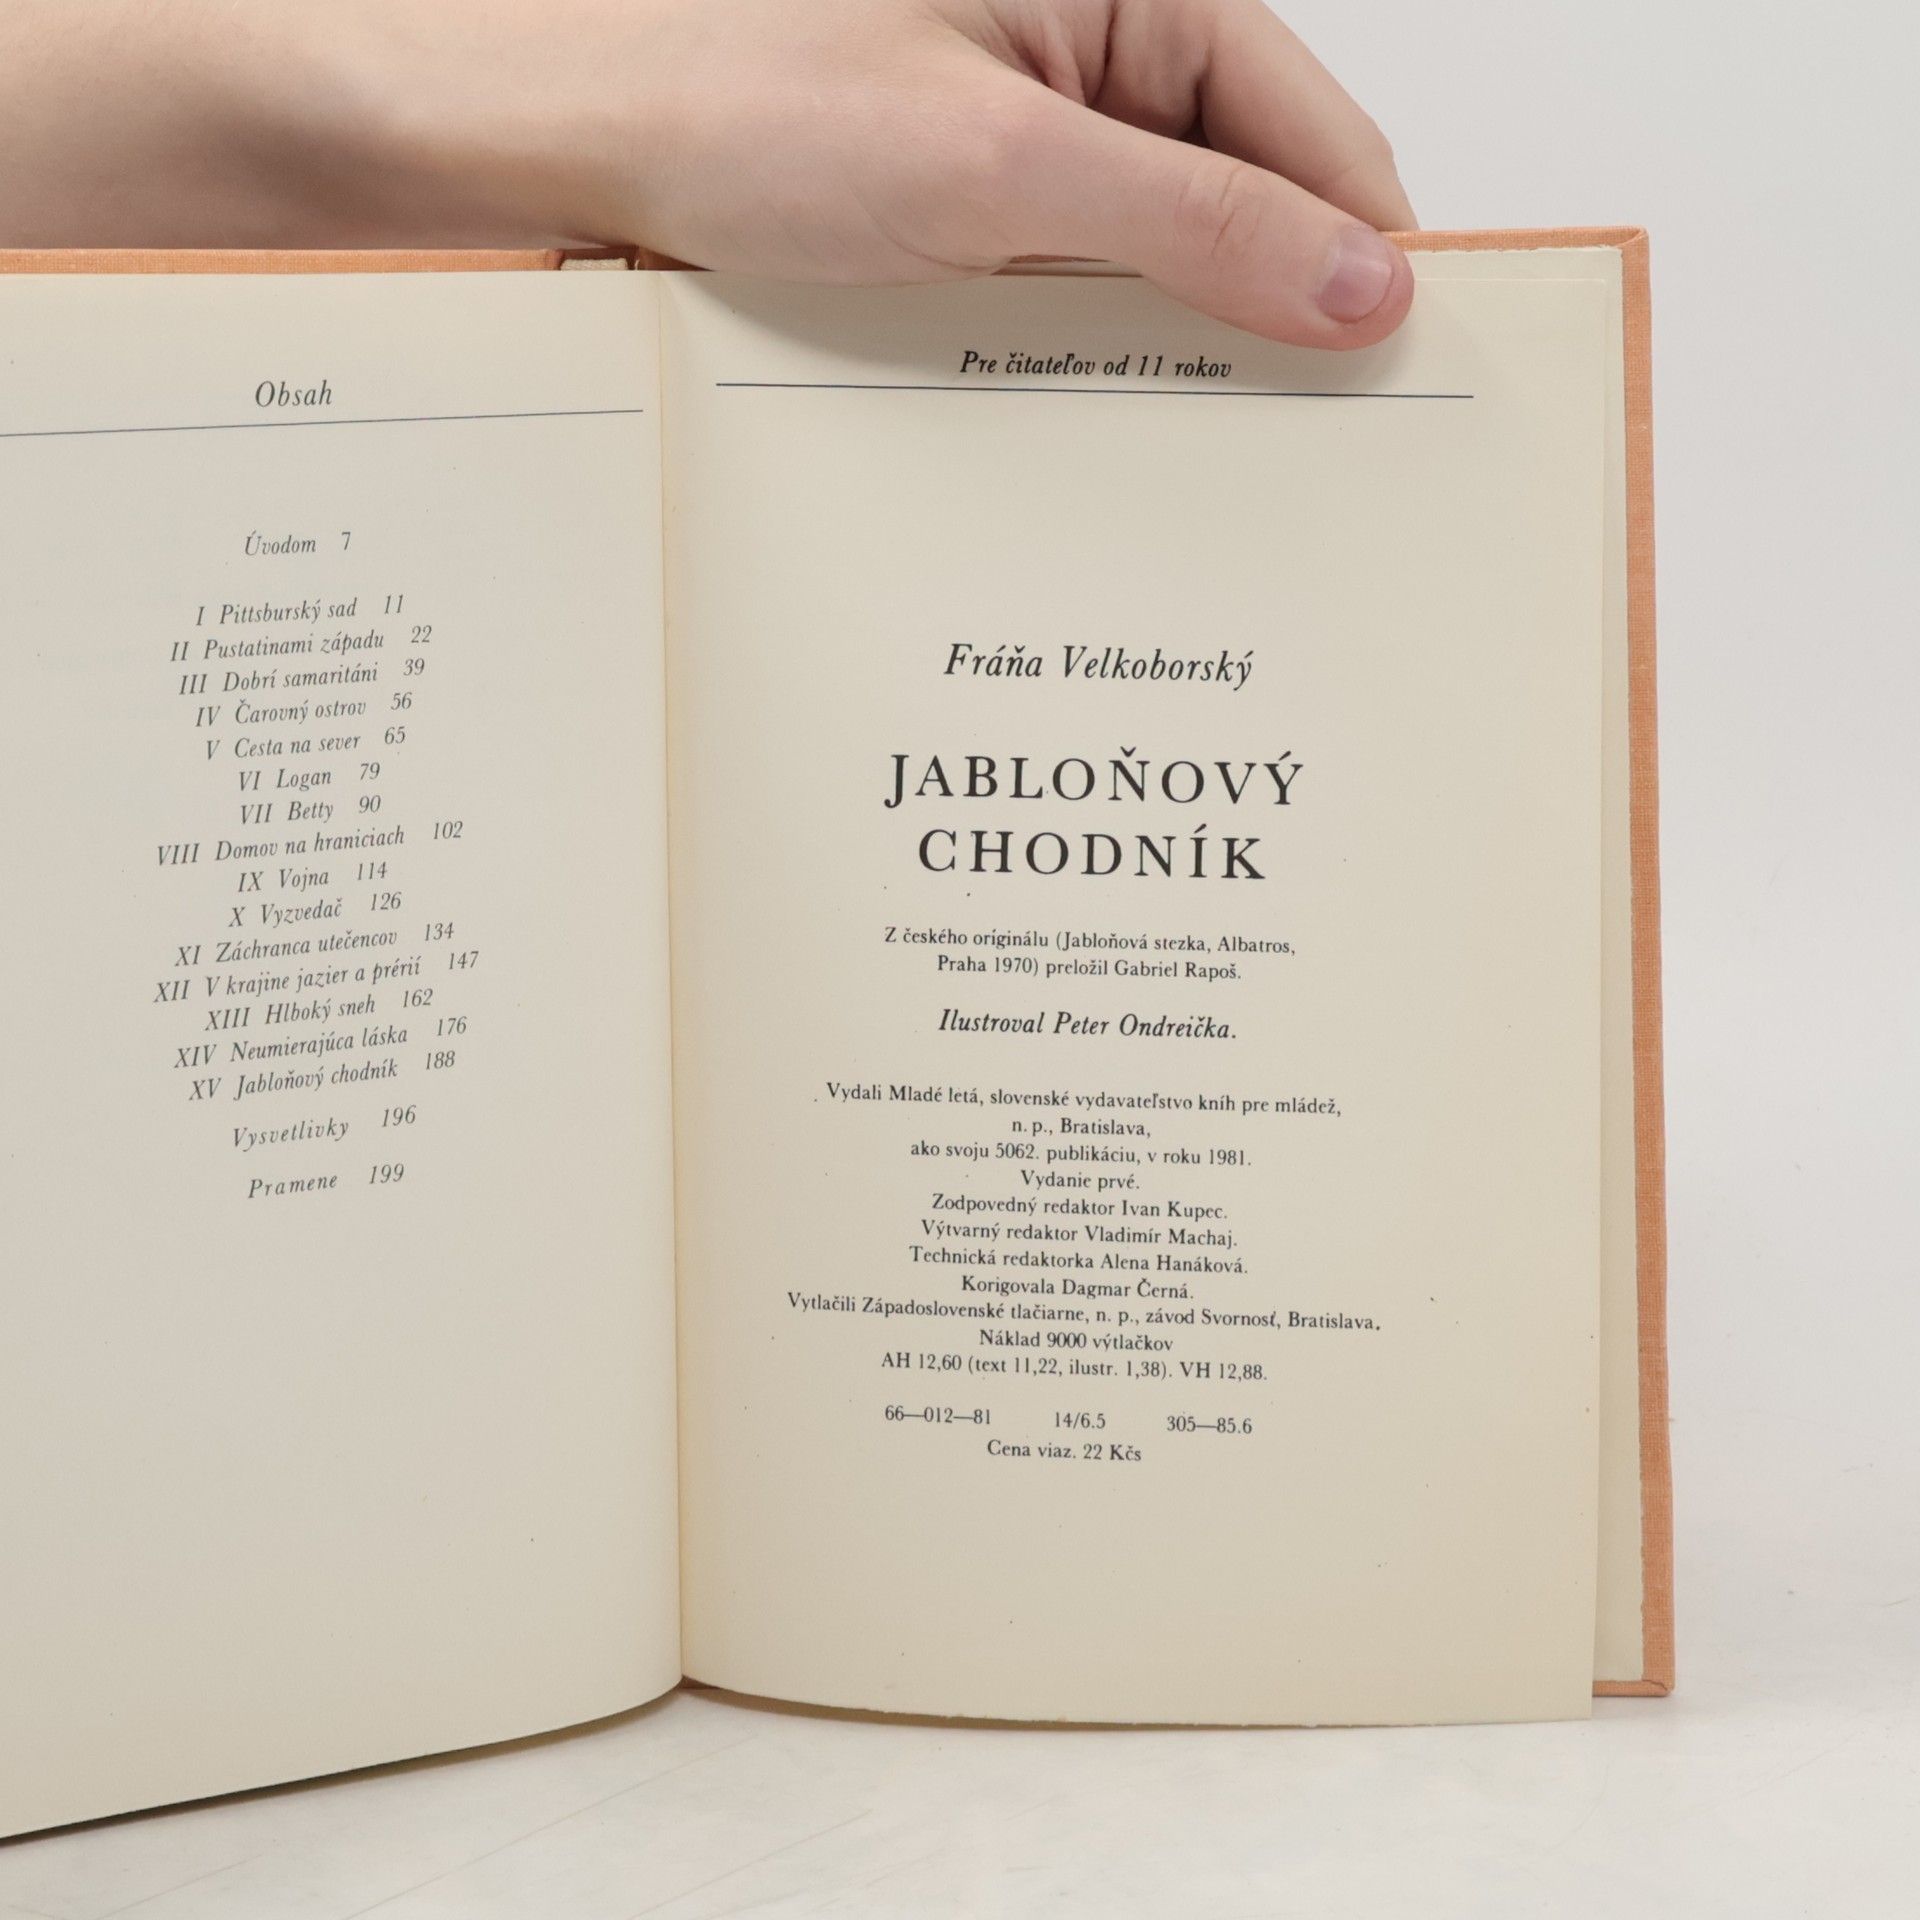 Obsah
Úvodom 7
I Pittsburský sad 11
II Pustatinami západu 22
III Dobrí samaritáni 39
IV Čarovný ostrov 56
V Cesta na sever 65
VI Logan 79
VII Betty 90
VIII Domov na hraniciach 102
IX Vojna 114
X Vyzvedač 126
XI Záchranca utečencov 134
XII V krajine jazier a prérií 147
XIII Hlboký sneh 162
XIV Neumierajúca láska 176
XV Jabloňový chodník 188
Vysvetlivky 196
Pramene 199
Pre čitateľov od 11 rokov
Fráňa Velkoborský
JABLOŇOVÝ
CHODNÍK
Z českého originálu (Jabloňová stezka, Albatros,
Praha 1970) preložil Gabriel Rapoš.
Ilustroval Peter Ondreička.
Vydali Mladé letá, slovenské vydavateľstvo kníh pre mládež,
n. p., Bratislava,
ako svoju 5062. publikáciu, v roku 1981.
Vydanie prvé.
Zodpovedný redaktor Ivan Kupec.
Výtvarný redaktor Vladimír Machaj.
Technická redaktorka Alena Hanáková.
Korigovala Dagmar Černá.
Vytlačili Západoslovenské tlačiarne, n. p., závod Svornosť, Bratislava.
Náklad 9000 výtlačkov
AH 12,60 (text 11,22, ilustr. 1,38). VH 12,88.
66—012—81 14/6.5 305—85.6
Cena viaz. 22 Kčs